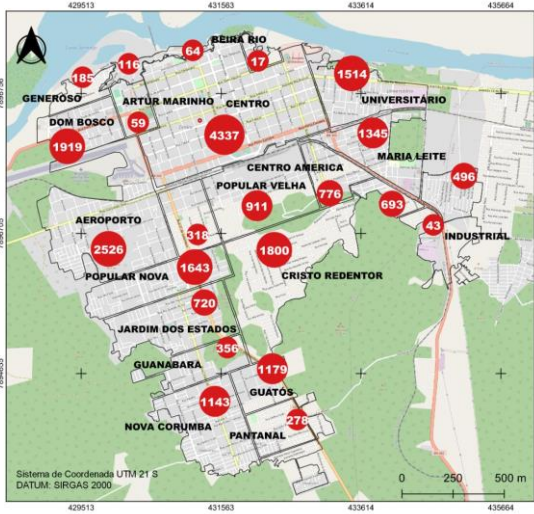 429513 431563 433614 435664
BEIRA RIO
64
116
17
185
1514
GENEROSO
ARTUR MARINHO
CENTRO
UNIVERSITÁRIO
DOM BOSCO
59
4337
1345
1919
MARIA LEITE
CENTRO AMERICA
POPULAR VELHA
776
496
911
693
AEROPORTO
43
318
INDUSTRIAL
2526
1800
1643
POPULAR NOVA
CRISTO REDENTOR
720
JARDIM DOS ESTADOS
356
GUANABARÁ
1179
GUATÓS
1143
278
NOVA CORUMBA
PANTANAL
Sistema de Coordenada UTM 21 S
DATUM: SIRGAS 2000
0 250 500 m
429513 431563 433614 435664